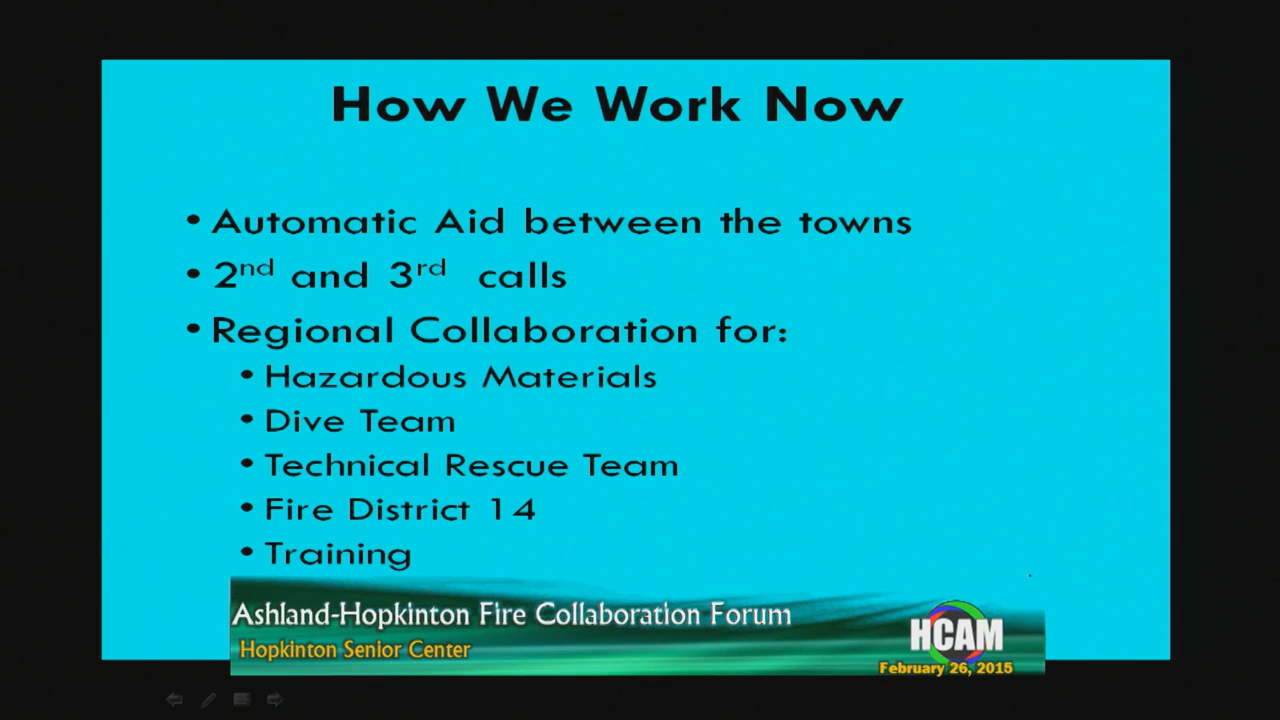 How We Work Now
• Automatic Aid between the towns
• 2nd and 3rd calls
• Regional Collaboration for:
• Hazardous Materials
• Dive Team
• Technical Rescue Team
• Fire District 14
• Training
Ashland-Hopkinton Fire Collaboration Forum
Hopkinton Senior Center
HCAM
February 26, 2015